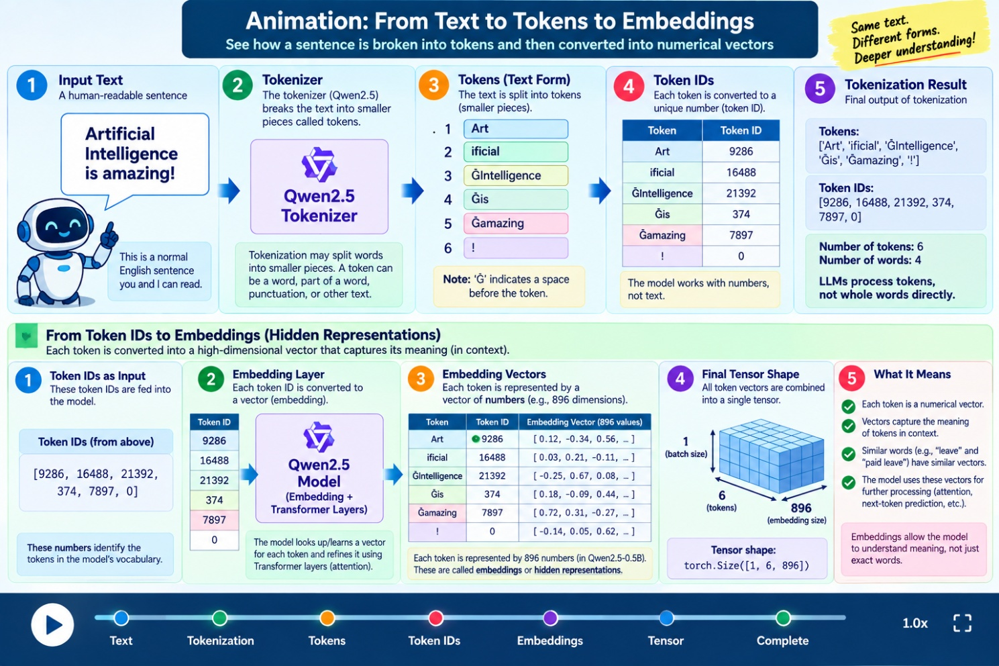 Animation: From Text to Tokens to Embeddings
See how a sentence is broken into tokens and then converted into numerical vectors
Same text.
Different forms.
Deeper understanding!
1
Input Text
A human-readable sentence
Artificial
Intelligence
is amazing!
This is a normal
English sentence
you and I can read.
2
Tokenizer
The tokenizer (Qwen2.5)
breaks the text into smaller
pieces called tokens.
Qwen2.5
Tokenizer
Tokenization may split words
into smaller pieces. A token can
be a word, part of a word,
punctuation, or other text.
3
Tokens (Text Form)
The text is split into tokens
(smaller pieces).
1 Art
2 ificial
3 ĞIntelligence
4 Ğis
5 Ğamazing
6 !
Note: 'Ğ' indicates a space
before the token.
4
Token IDs
Each token is converted to a
unique number (token ID).
Token Token ID
Art 9286
ificial 16488
ĞIntelligence 21392
Ğis 374
Ğamazing 7897
! 0
The model works with numbers,
not text.
5
Tokenization Result
Final output of tokenization
Tokens:
['Art', 'ificial', 'ĞIntelligence',
'Ğis', 'Ğamazing', '!']
Token IDs:
[9286, 16488, 21392, 374,
7897, 0]
Number of tokens: 6
Number of words: 4
LLMs process tokens,
not whole words directly.
From Token IDs to Embeddings (Hidden Representations)
Each token is converted into a high-dimensional vector that captures its meaning (in context).
1
Token IDs as Input
These token IDs are fed into
the model.
Token IDs (from above)
[9286, 16488, 21392,
374, 7897, 0]
These numbers identify the
tokens in the model's vocabulary.
2
Embedding Layer
Each token ID is converted to
a vector (embedding).
Token ID
9286
16488
21392
374
7897
0
Qwen2.5
Model
(Embedding +
Transformer Layers)
The model looks up/learns a vector
for each token and refines it using
Transformer layers (attention).
3
Embedding Vectors
Each token is represented by a
vector of numbers (e.g., 896 dimensions).
Token Token ID Embedding Vector (896 values)
Art 9286 [ 0.12, -0.34, 0.56, … ]
ificial 16488 [ 0.03, 0.21, -0.11, … ]
ĞIntelligence 21392 [ -0.25, 0.67, 0.08, … ]
Ğis 374 [ 0.18, -0.09, 0.44, … ]
Ğamazing 7897 [ 0.72, 0.31, -0.27, … ]
! 0 [ -0.14, 0.05, 0.62, … ]
Each token is represented by 896 numbers (in Qwen2.5-0.5B).
These are called embeddings or hidden representations.
4
Final Tensor Shape
All token vectors are combined
into a single tensor.
1
(batch size)
6
(tokens)
896
(embedding size)
Tensor shape:
torch.Size([1, 6, 896])
5
What It Means
Each token is a numerical vector.
Vectors capture the meaning
of tokens in context.
Similar words (e.g., “leave” and
“paid leave”) have similar vectors.
The model uses these vectors for
further processing (attention,
next-token prediction, etc.).
Embeddings allow the model
to understand meaning, not just
exact words.
Text
Tokenization
Tokens
Token IDs
Embeddings
Tensor
Complete
1.0x